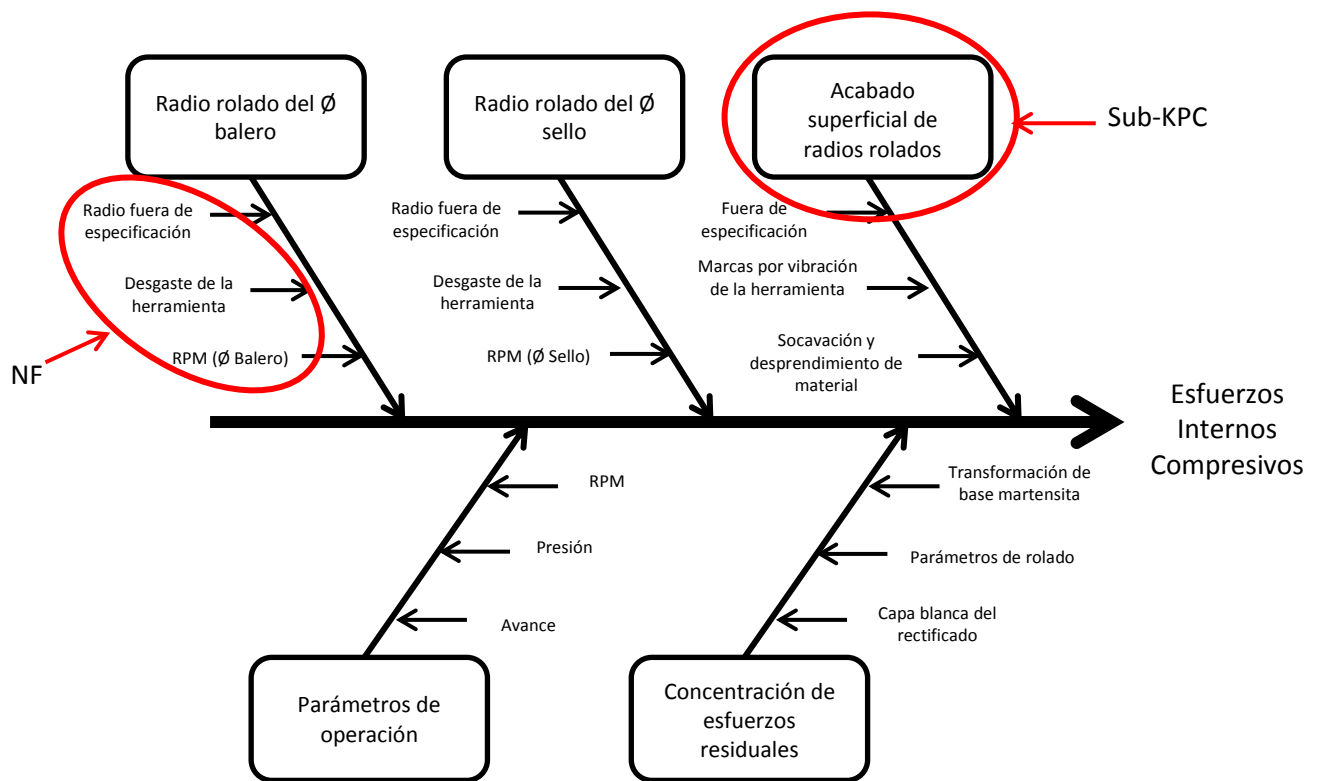 Radio rolado del Ø
balero
Radio rolado del Ø
sello
Acabado
superficial de
radios rolados
Sub-KPC
Radio fuera de
especificación
Desgaste de la
herramienta
RPM (Ø Balero)
NF
Radio fuera de
especificación
Desgaste de la
herramienta
RPM (Ø Sello)
Fuera de
especificación
Marcas por vibración
de la herramienta
Socavación y
desprendimiento de
material
Esfuerzos
Internos
Compresivos
RPM
Presión
Avance
Parámetros de
operación
Transformación de
base martensita
Parámetros de rolado
Capa blanca del
rectificado
Concentración de
esfuerzos
residuales